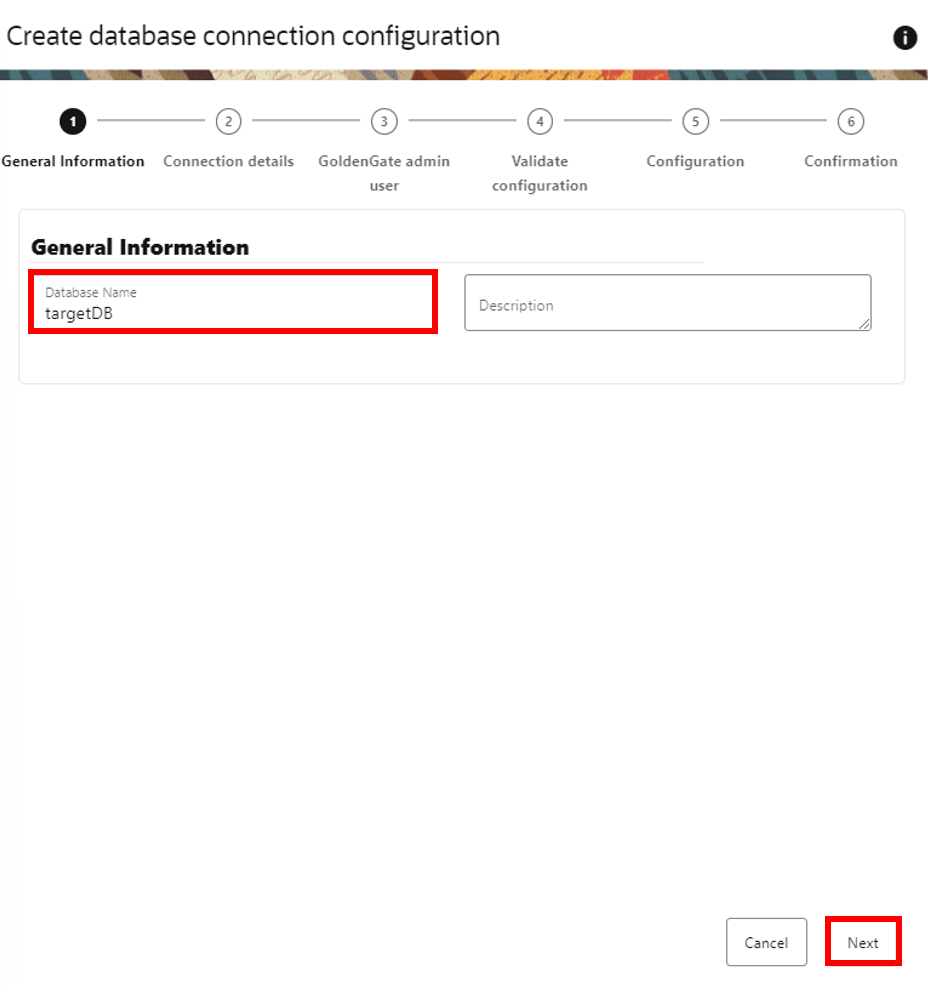 Create database connection configuration
1
2
3
4
5
6
General Information
Connection details
GoldenGate admin
user
Validate
configuration
Configuration
Confirmation
General Information
Database Name
targetDB
Description
Cancel
Next